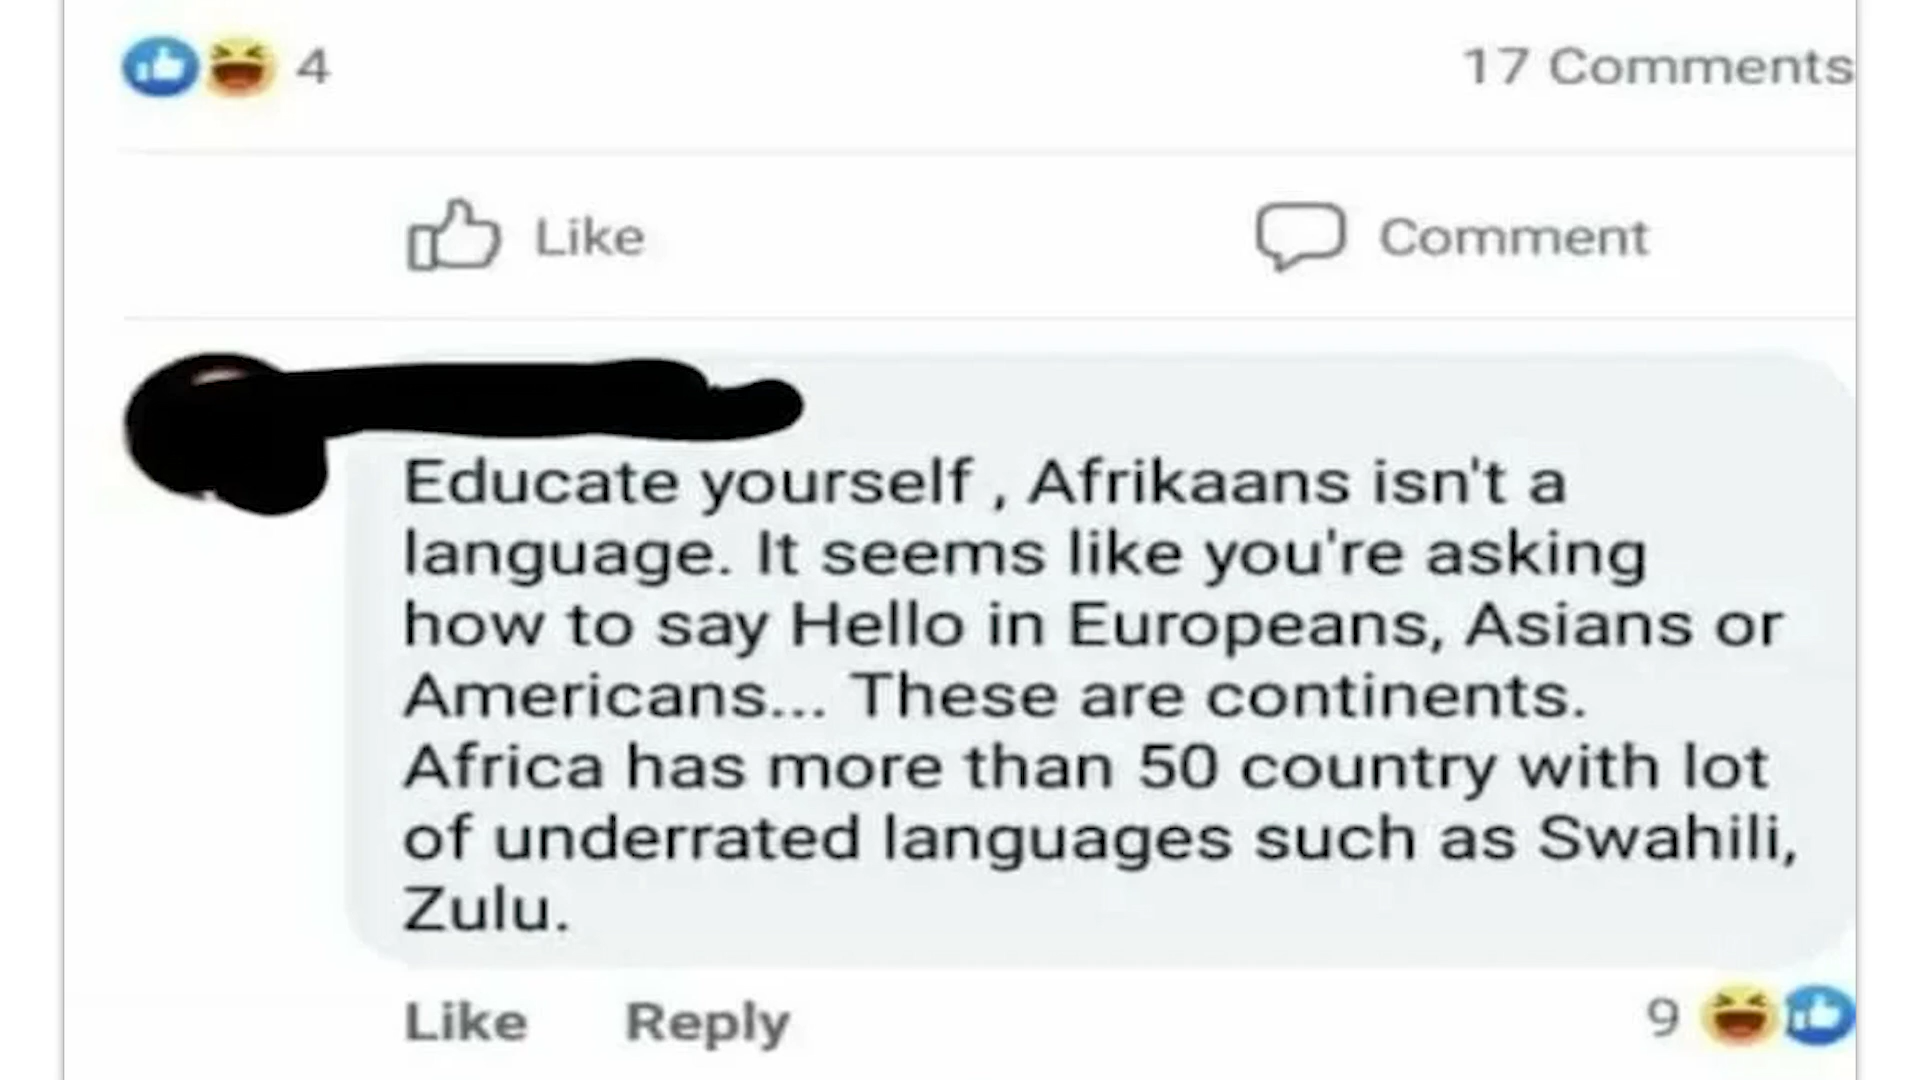 4
17 Comments
Like
Comment
Educate yourself , Afrikaans isn't a
language. It seems like you're asking
how to say Hello in Europeans, Asians or
Americans... These are continents.
Africa has more than 50 country with lot
of underrated languages such as Swahili,
Zulu.
Like
Reply
9